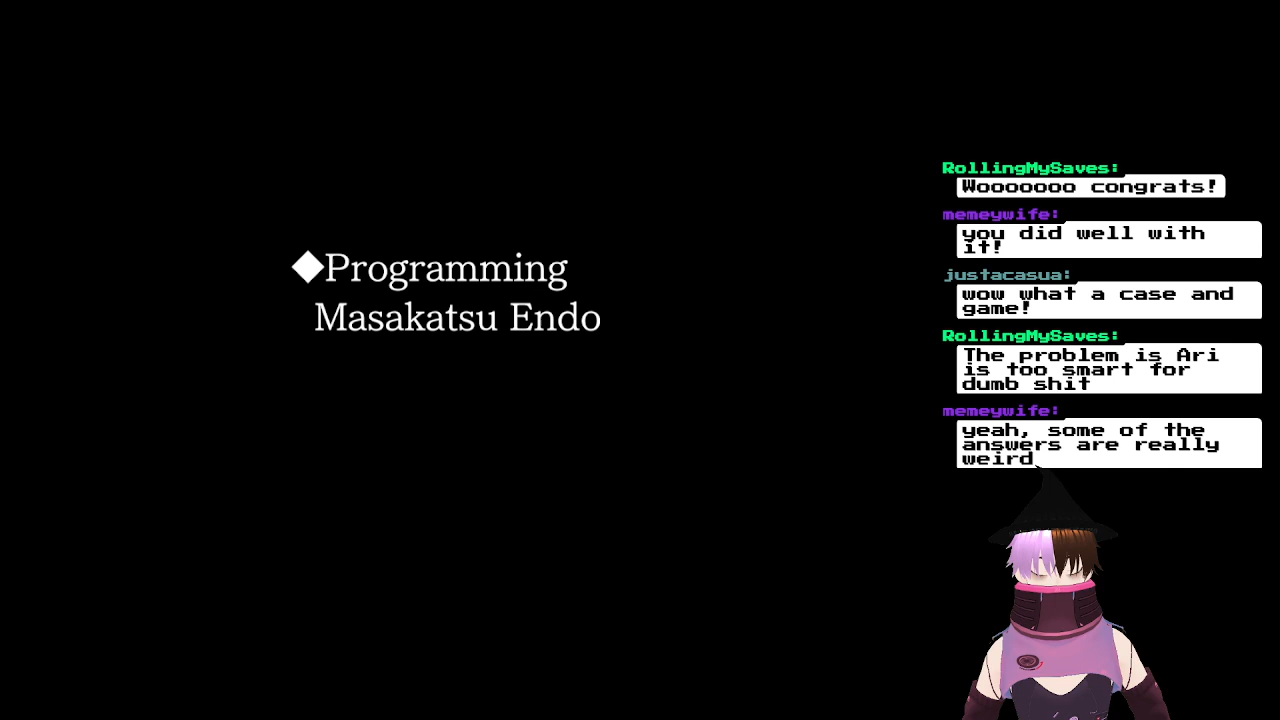 ◆Programming
Masakatsu Endo
RollingMySaves:
Wooooooo congrats!
memeywife:
you did well with
it!
justacasua:
wow what a case and
game!
RollingMySaves:
The problem is Ari
is too smart for
dumb shit
memeywife:
yeah, some of the
answers are really
weird